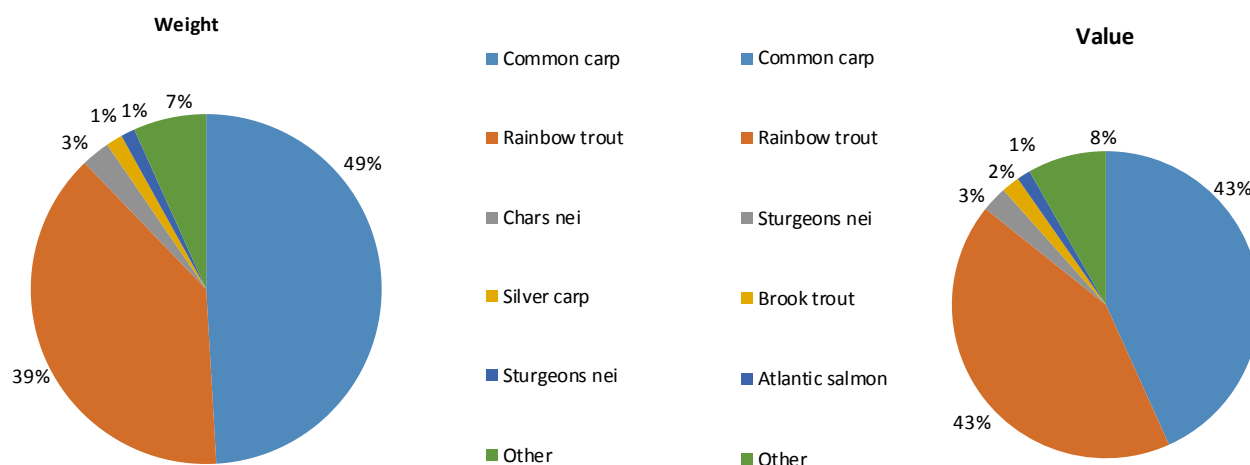 Weight
7%
1%
1%
3%
49%
39%
Common carp
Rainbow trout
Chars nei
Silver carp
Sturgeons nei
Other
Common carp
Rainbow trout
Sturgeons nei
Brook trout
Atlantic salmon
Other
Value
8%
1%
2%
3%
43%
43%